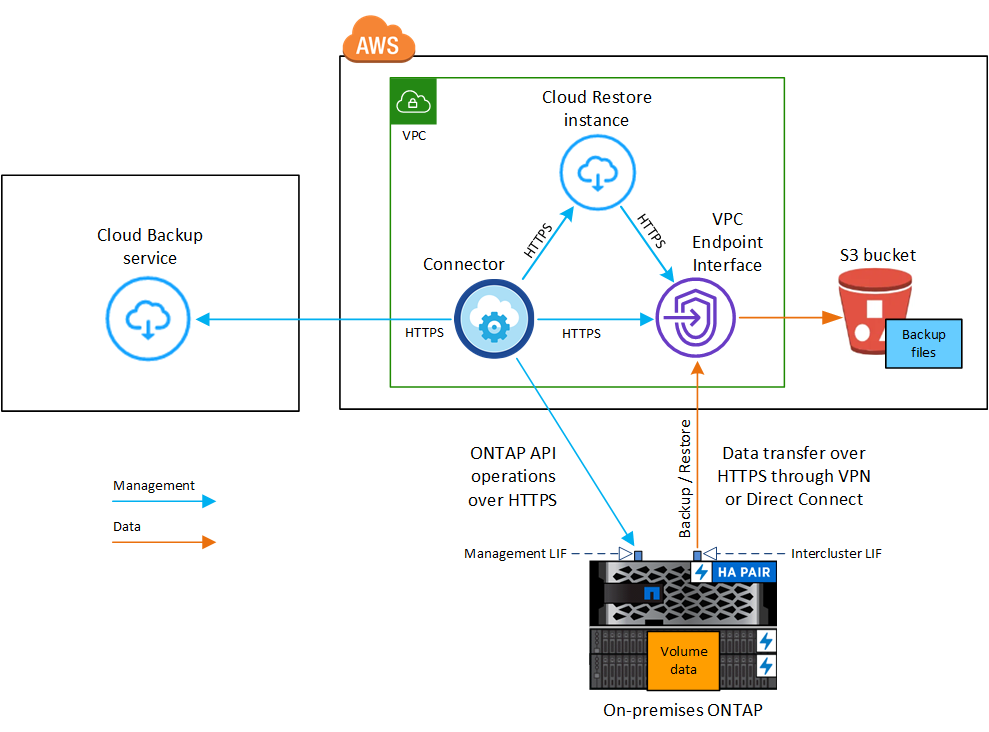 AWS
VPC
Cloud Restore
instance
HTTPS
HTTPS
VPC
Endpoint
Interface
Connector
S3 bucket
Backup
files
HTTPS
HTTPS
Cloud Backup
service
ONTAP API
operations
over HTTPS
Backup / Restore
Data transfer over
HTTPS through VPN
or Direct Connect
Management
Data
Management LIF
Intercluster LIF
HA PAIR
Volume
data
On-premises ONTAP